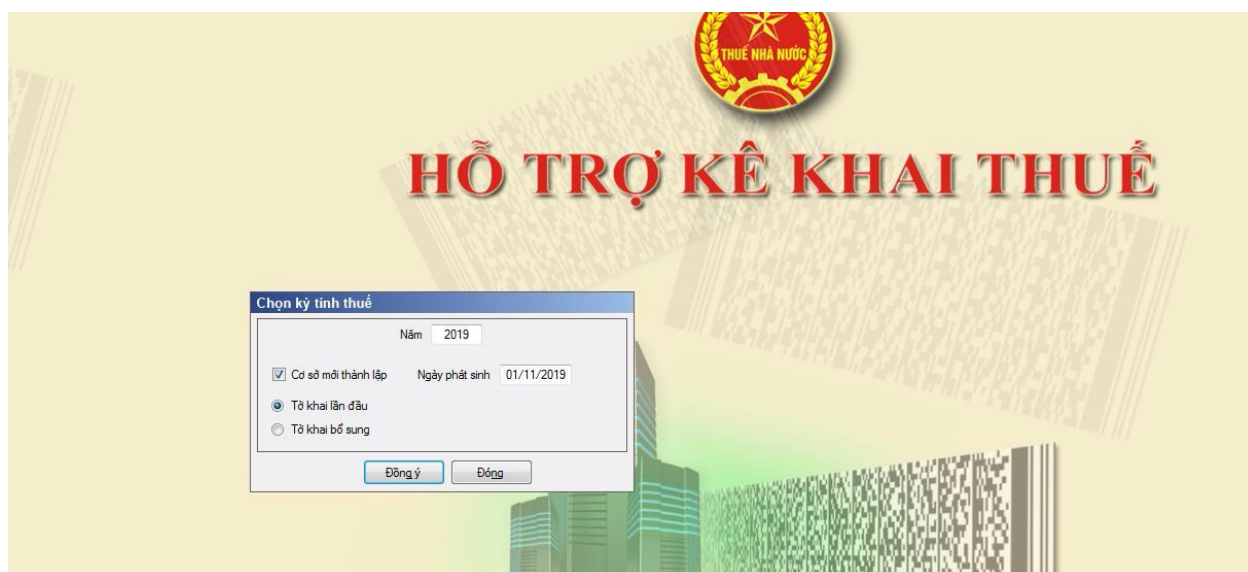 THUẾ NHÀ NƯỚC
HỖ TRỢ KÊ KHAI THUẾ
Chọn kỳ tính thuế
Năm 2019
Cơ sở mới thành lập Ngày phát sinh 01/11/2019
Tờ khai lần đầu
Tờ khai bổ sung
Đồng ý Đóng